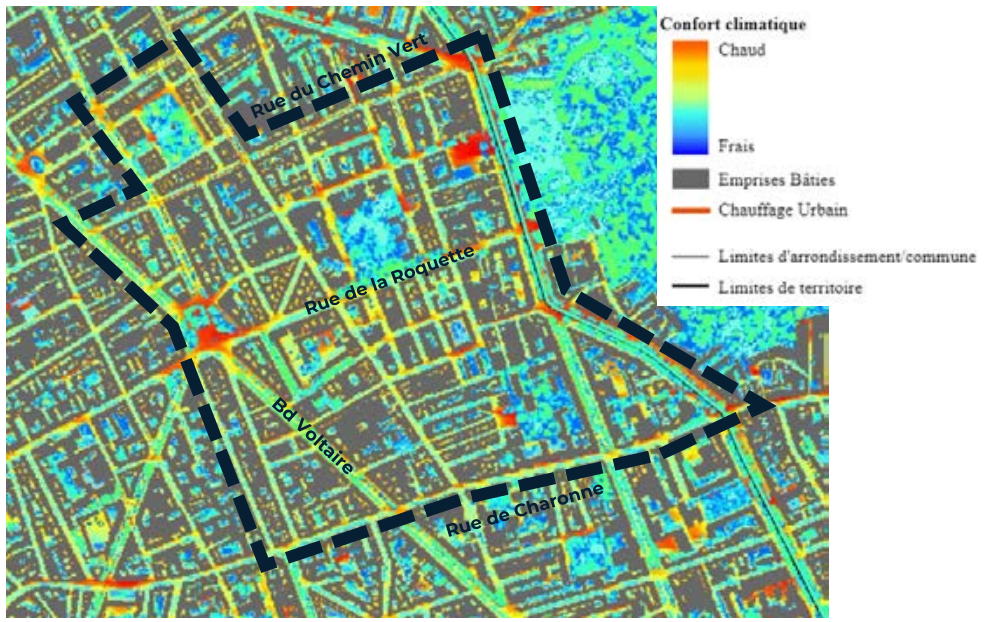 Confort climatique
Chaud
Frais
Emprises Bâties
Chauffage Urbain
Limites d'arrondissement/commune
Limites de territoire
Rue du Chemin Vert
Rue de la Roquette
Bd Voltaire
Rue de Charonne